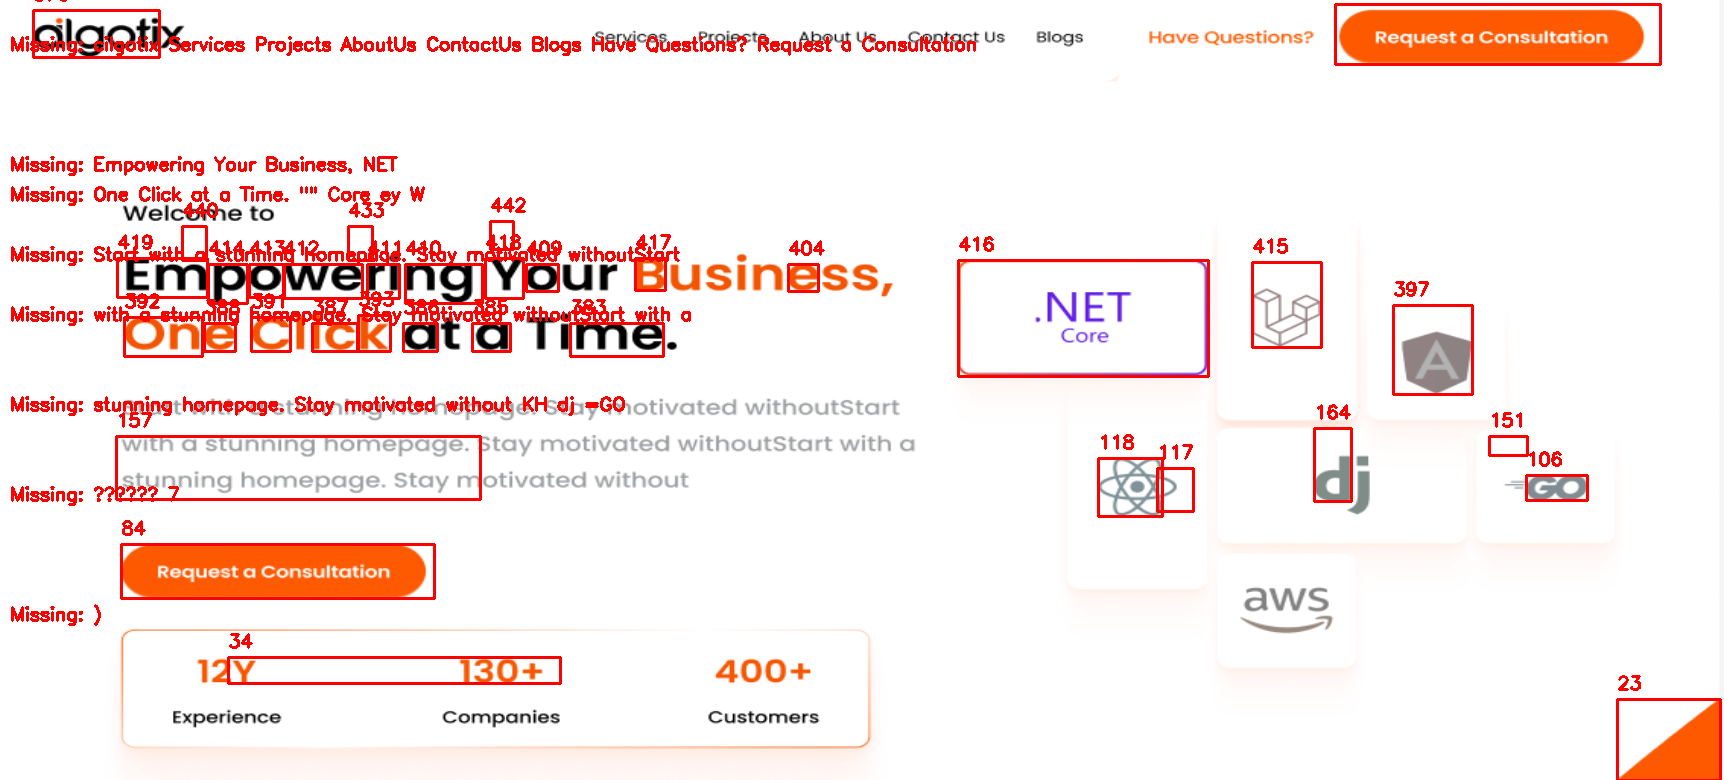 ailgotix Services Projects About Us Contact Us Blogs Have Questions? Request a Consultation
Missing: ailgotix Services Projects AboutUs ContactUs Blogs Have Questions? Request a Consultation
Missing: Empowering Your Business, NET
Missing: One Click at a Time. "" Core ey W
Welcome to
440 433 442
419 414 413 412 411 410 418 409 417 404 416 415
Missing: Start with a stunning homepage. Stay motivated withoutStart
Empowering Your Business,
397
392 388 391 387 393 386 385 383
Missing: with a stunning homepage. Stay motivated withoutStart with a
One Click at a Time.
.NET
Core
A
Missing: stunning homepage. Stay motivated without KH dj =GO
Start with a stunning homepage. Stay motivated withoutStart
157 164 151
with a stunning homepage. Stay motivated withoutStart with a
118 117 106
stunning homepage. Stay motivated without
dj
GO
Missing: ?????? 7
84
Request a Consultation
aws
Missing: )
34
12Y 130+ 400+
Experience Companies Customers
23